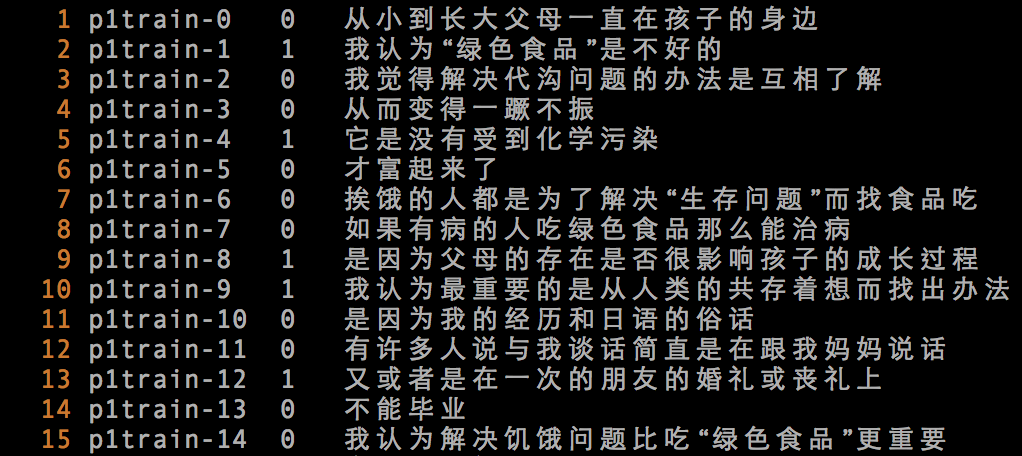 1 p1train-0 0 从小到长大父母一直在孩子的身边
2 p1train-1 1 我认为“绿色食品”是不好的
3 p1train-2 0 我觉得解决代沟问题的办法是互相了解
4 p1train-3 0 从而变得一蹶不振
5 p1train-4 1 它是没有受到化学污染
6 p1train-5 0 才富起来了
7 p1train-6 0 挨饿的人都是为了解决“生存问题”而找食品吃
8 p1train-7 0 如果有病的人吃绿色食品那么能治病
9 p1train-8 1 是因为父母的存在是否很影响孩子的成长过程
10 p1train-9 1 我认为最重要的是从人类的共存着想而找出办法
11 p1train-10 0 是因为我的经历和日语的俗话
12 p1train-11 0 有许多人说与我谈话简直是在跟我妈妈说话
13 p1train-12 1 又或者是在一次的朋友的婚礼或丧礼上
14 p1train-13 0 不能毕业
15 p1train-14 0 我认为解决饥饿问题比吃“绿色食品”更重要